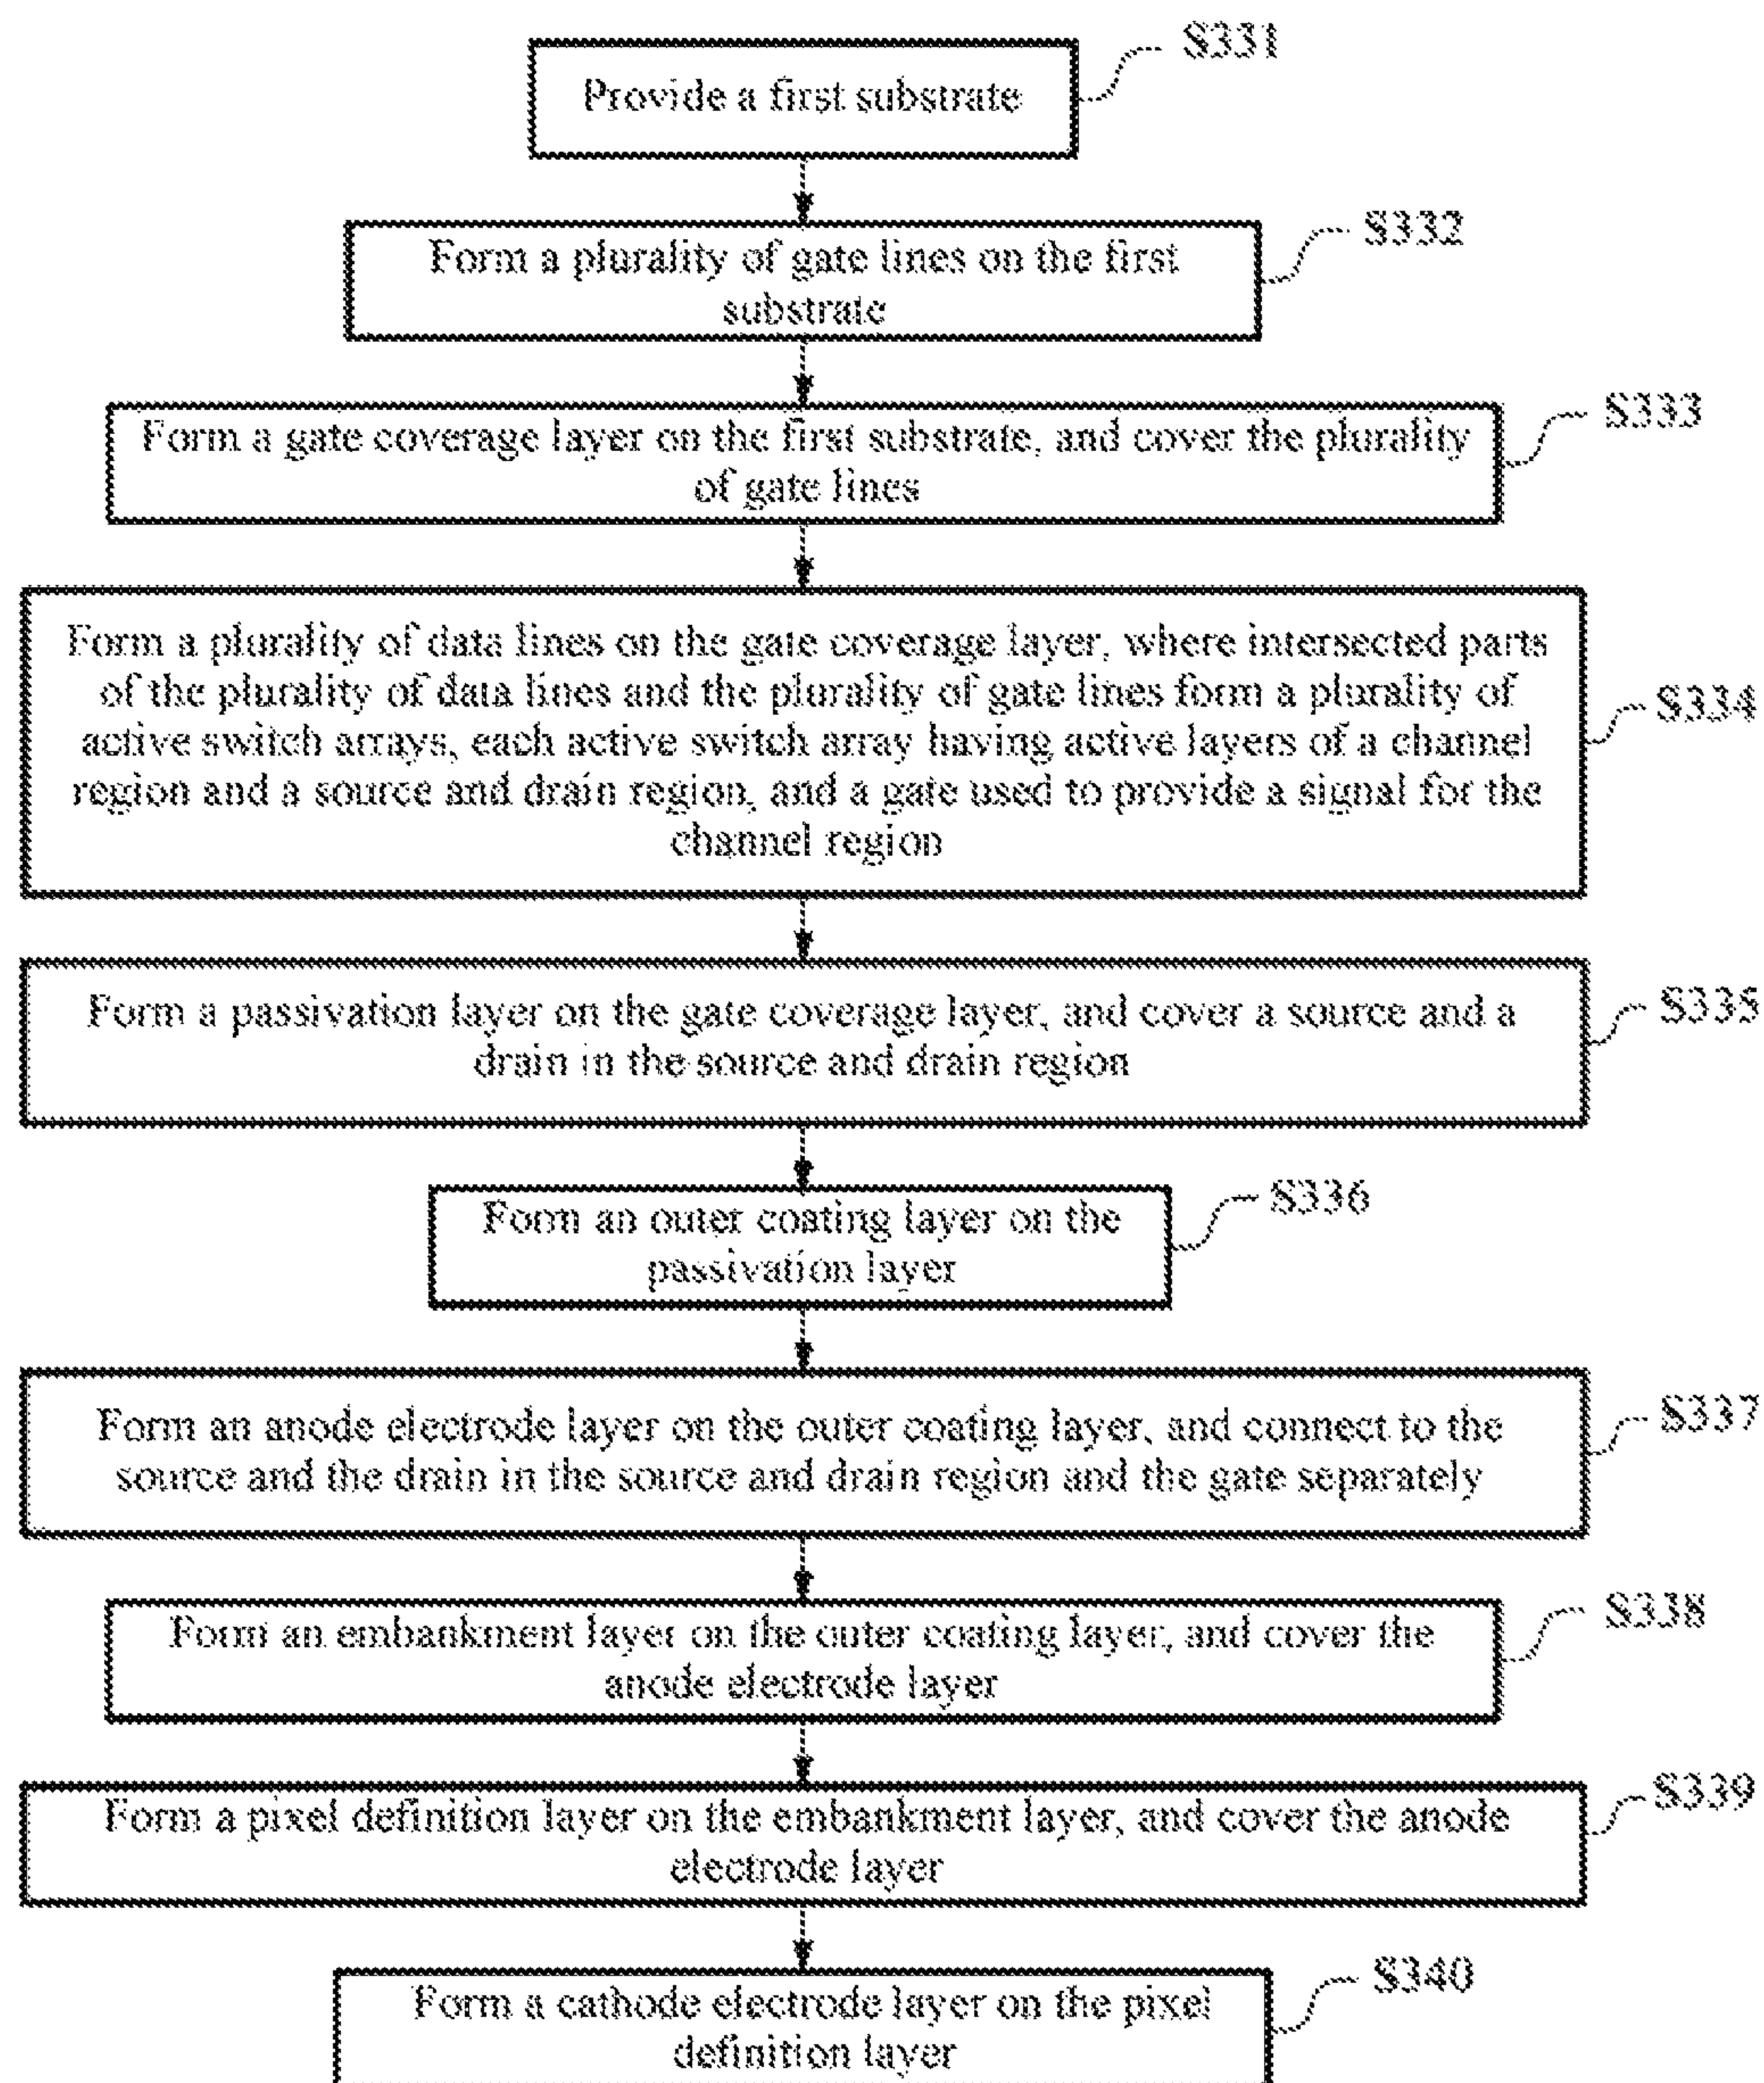 S331
Provide a first substrate
S332
Form a plurality of gate lines on the first
substrate
S333
Form a gate coverage layer on the first substrate, and cover the plurality
of gate lines
S334
Form a plurality of data lines on the gate coverage layer, where intersected parts
of the plurality of data lines and the plurality of gate lines form a plurality of
active switch arrays, each active switch array having active layers of a channel
region and a source and drain region, and a gate used to provide a signal for the
channel region
S335
Form a passivation layer on the gate coverage layer, and cover a source and a
drain in the source and drain region
S336
Form an outer coating layer on the
passivation layer
S337
Form an anode electrode layer on the outer coating layer, and connect to the
source and the drain in the source and drain region and the gate separately
S338
Form an embankment layer on the outer coating layer, and cover the
anode electrode layer
S339
Form a pixel definition layer on the embankment layer, and cover the anode
electrode layer
S340
Form a cathode electrode layer on the pixel
definition layer